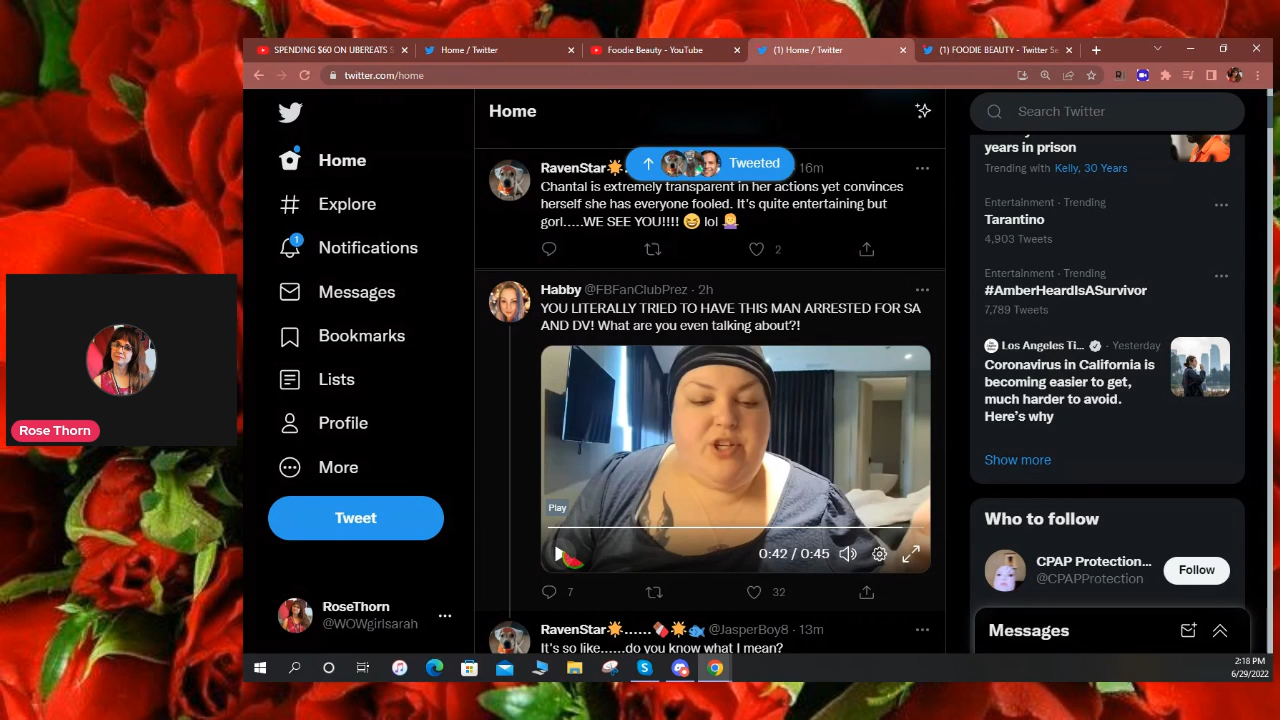 SPENDING $60 ON UBEREATS S
Home / Twitter
Foodie Beauty - YouTube
(1) Home / Twitter
(1) FOODIE BEAUTY - Twitter Se
twitter.com/home
Home
Explore
1
Notifications
Messages
Bookmarks
Lists
Profile
More
Tweet
RoseThorn
@WOWgirlsarah
Rose Thorn
Home
Tweeted
RavenStar🌟 16m
Chantal is extremely transparent in her actions yet convinces
herself she has everyone fooled. It's quite entertaining but
gorl.....WE SEE YOU!!!! 😆 lol 💁
2
Habby @FBFanClubPrez · 2h
YOU LITERALLY TRIED TO HAVE THIS MAN ARRESTED FOR SA
AND DV! What are you even talking about?!
Play
0:42 / 0:45
7 32
RavenStar🌟......🍫🌟🐟 @JasperBoy8 · 13m
It's so like......do you know what I mean?
Search Twitter
years in prison
Trending with Kelly, 30 Years
Entertainment · Trending
Tarantino
4,903 Tweets
Entertainment · Trending
#AmberHeardIsASurvivor
7,789 Tweets
Los Angeles Ti... · Yesterday
Coronavirus in California is
becoming easier to get,
much harder to avoid.
Here's why
Show more
Who to follow
CPAP Protection...
@CPAPProtection
Follow
Messages
2:18 PM
6/29/2022